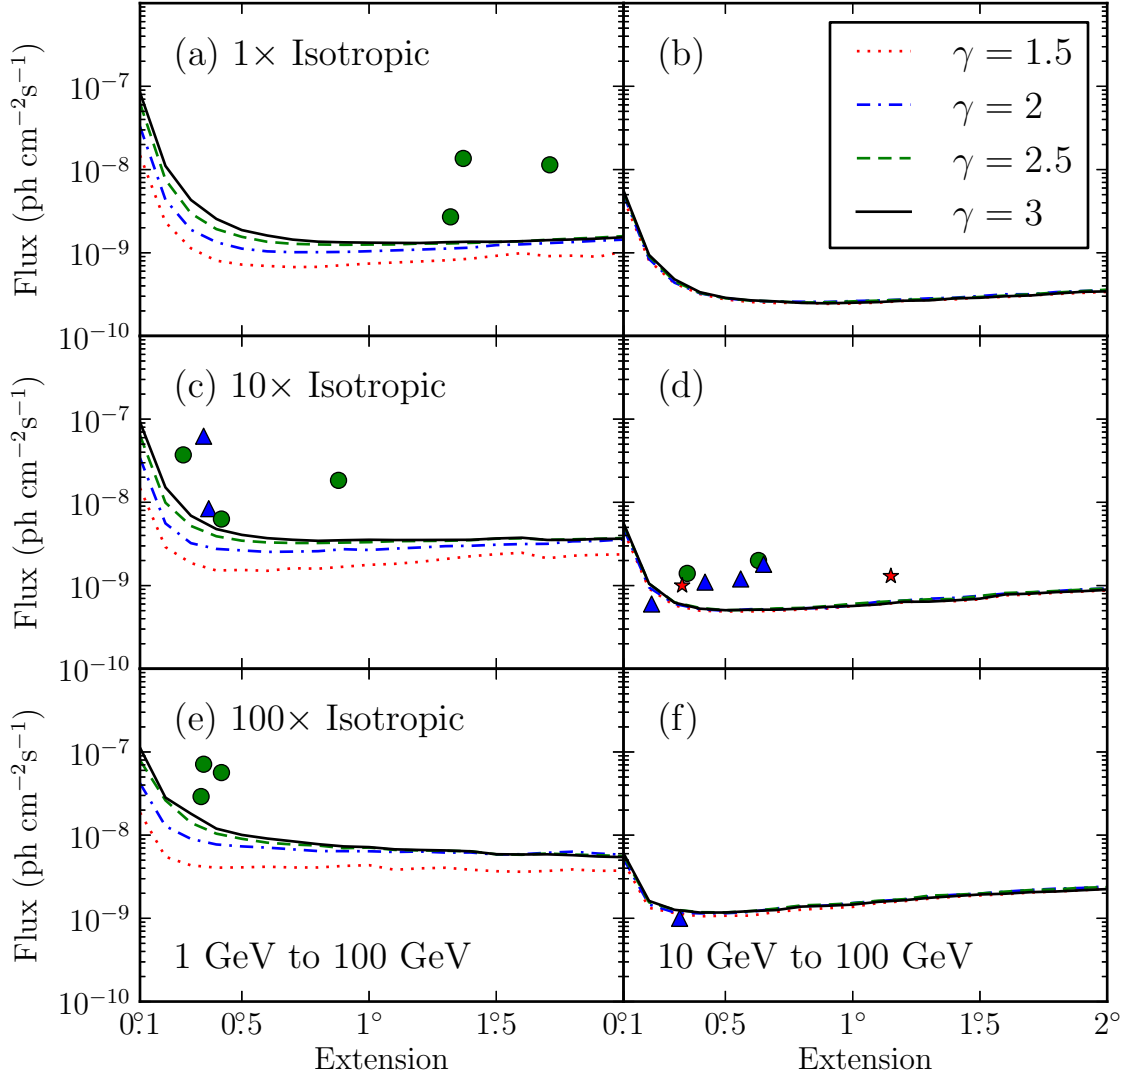 (a) 1× Isotropic
(b)
γ = 1.5
γ = 2
γ = 2.5
γ = 3
Flux (ph cm⁻²s⁻¹)
10⁻⁷
10⁻⁸
10⁻⁹
10⁻¹⁰
(c) 10× Isotropic
(d)
Flux (ph cm⁻²s⁻¹)
10⁻⁷
10⁻⁸
10⁻⁹
10⁻¹⁰
(e) 100× Isotropic
(f)
Flux (ph cm⁻²s⁻¹)
10⁻⁷
10⁻⁸
10⁻⁹
10⁻¹⁰
1 GeV to 100 GeV
10 GeV to 100 GeV
0.°1 0.°5 1° 1.°5 0.°1 0.°5 1° 1.°5 2°
Extension Extension